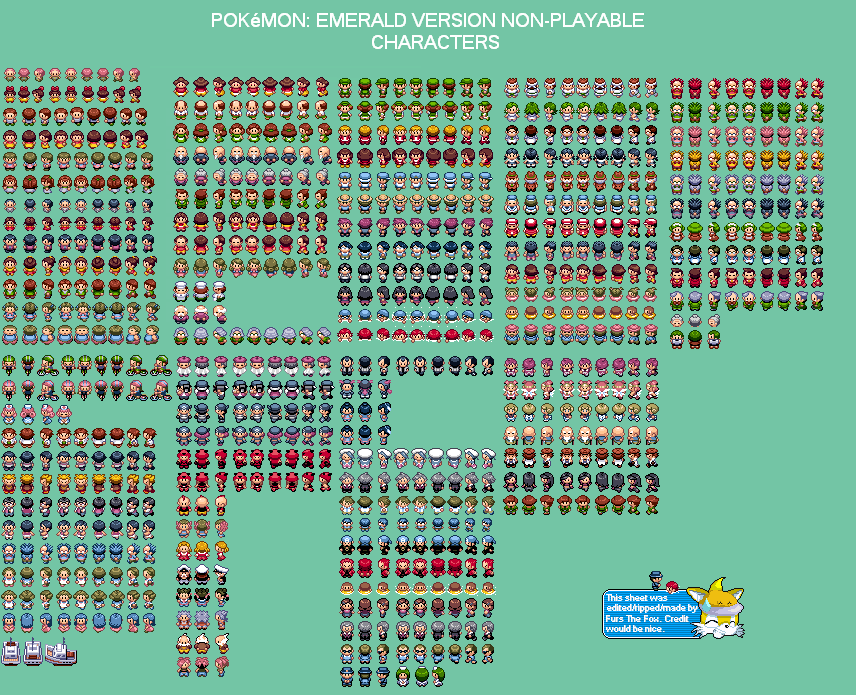 POKéMON: EMERALD VERSION NON-PLAYABLE
CHARACTERS
This sheet was
edited/ripped/made by
Furs The Fox. Credit
would be nice.